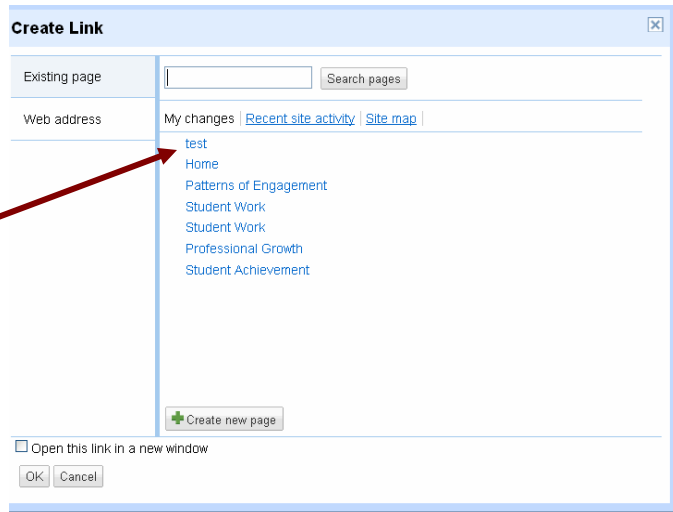 Create Link
Existing page
Search pages
Web address
My changes | Recent site activity | Site map |
test
Home
Patterns of Engagement
Student Work
Student Work
Professional Growth
Student Achievement
Create new page
Open this link in a new window
OK Cancel